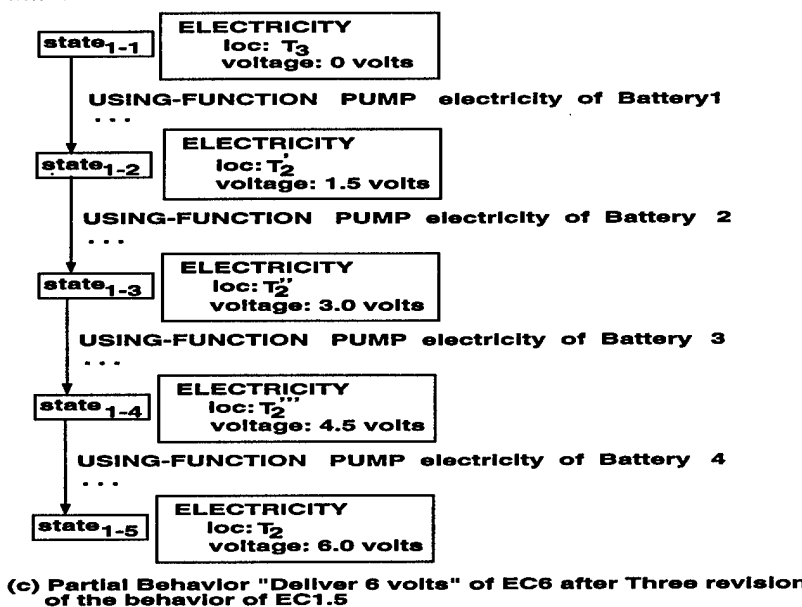 state1-1
ELECTRICITY
loc: T3
voltage: 0 volts
USING-FUNCTION PUMP electricity of Battery1
...
state1-2
ELECTRICITY
loc: T2'
voltage: 1.5 volts
USING-FUNCTION PUMP electricity of Battery 2
...
state1-3
ELECTRICITY
loc: T2''
voltage: 3.0 volts
USING-FUNCTION PUMP electricity of Battery 3
...
state1-4
ELECTRICITY
loc: T2'''
voltage: 4.5 volts
USING-FUNCTION PUMP electricity of Battery 4
...
state1-5
ELECTRICITY
loc: T2
voltage: 6.0 volts
(c) Partial Behavior "Deliver 6 volts" of EC6 after Three revision
of the behavior of EC1.5